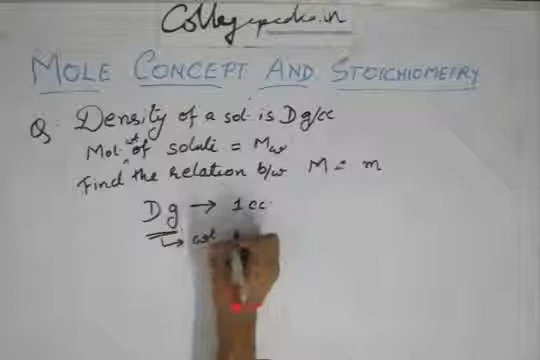 Collegepedia.in
MOLE CONCEPT AND STOICHIOMETRY
Q. Density of a sol. is D g/cc
Mol. wt of solute = Mw
Find the relation b/w M & m
D g → 1 cc
↳ wt